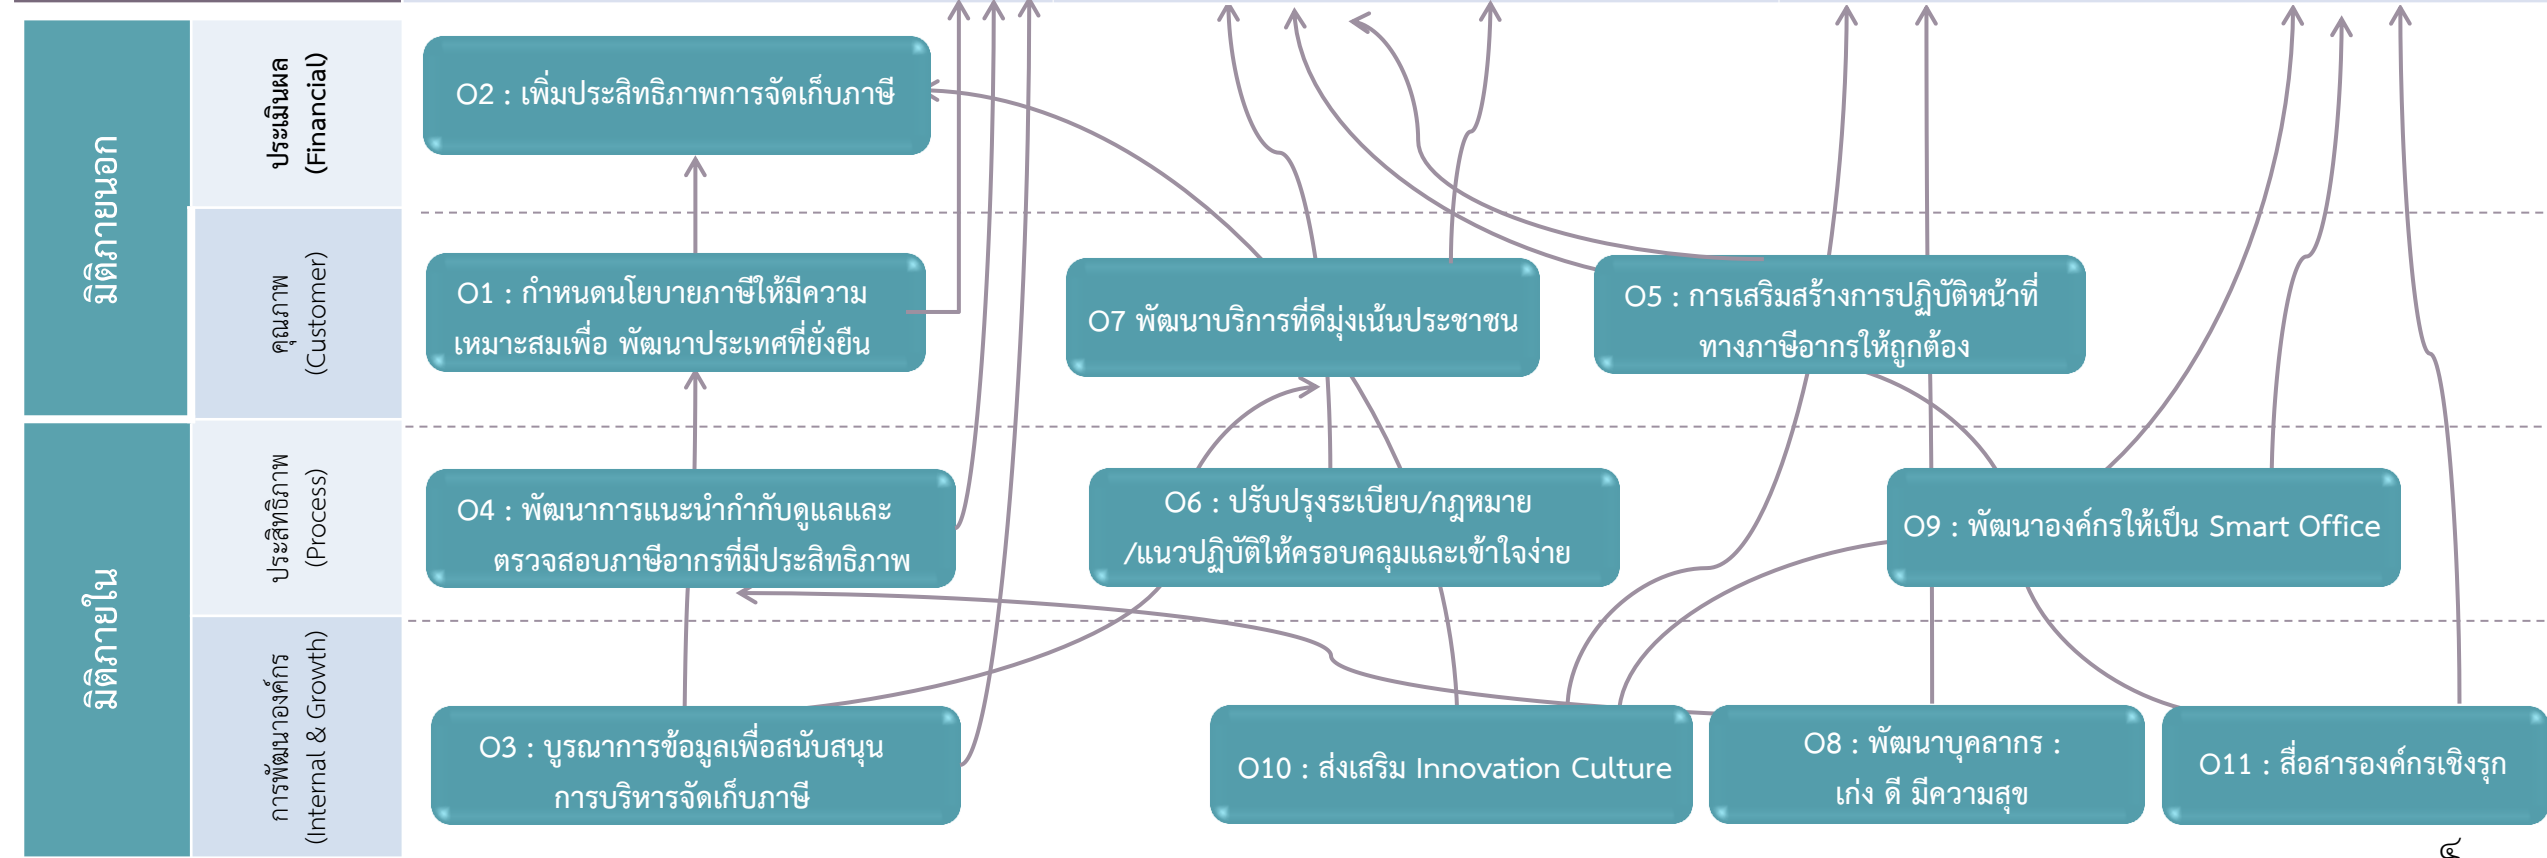 มิติภายนอก
ประเมินผล
(Financial)
O2 : เพิ่มประสิทธิภาพการจัดเก็บภาษี
คุณภาพ
(Customer)
O1 : กำหนดนโยบายภาษีให้มีความ
เหมาะสมเพื่อ พัฒนาประเทศที่ยั่งยืน
O7 พัฒนาบริการที่ดีมุ่งเน้นประชาชน
O5 : การเสริมสร้างการปฏิบัติหน้าที่
ทางภาษีอากรให้ถูกต้อง
มิติภายใน
ประสิทธิภาพ
(Process)
O4 : พัฒนาการแนะนำกำกับดูแลและ
ตรวจสอบภาษีอากรที่มีประสิทธิภาพ
O6 : ปรับปรุงระเบียบ/กฎหมาย
/แนวปฏิบัติให้ครอบคลุมและเข้าใจง่าย
O9 : พัฒนาองค์กรให้เป็น Smart Office
การพัฒนาองค์กร
(Internal & Growth)
O3 : บูรณาการข้อมูลเพื่อสนับสนุน
การบริหารจัดเก็บภาษี
O10 : ส่งเสริม Innovation Culture
O8 : พัฒนาบุคลากร :
เก่ง ดี มีความสุข
O11 : สื่อสารองค์กรเชิงรุก
๔